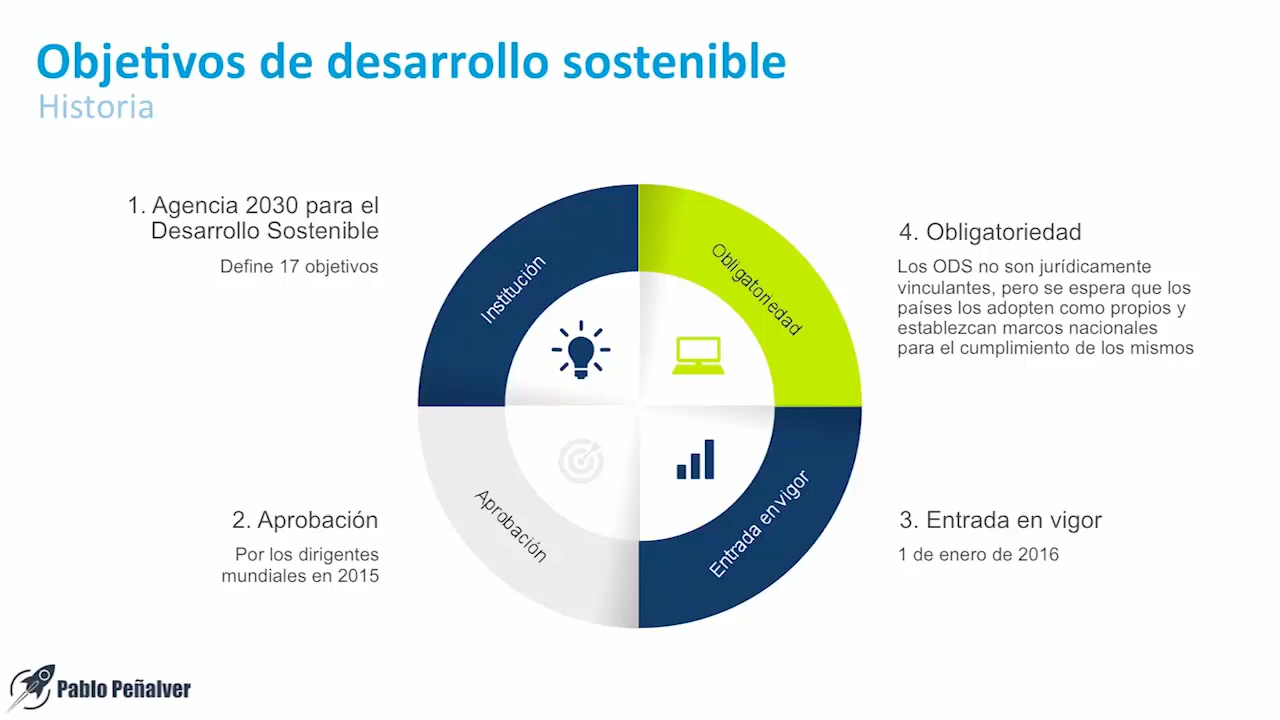 Objetivos de desarrollo sostenible
Historia
1. Agencia 2030 para el
Desarrollo Sostenible
Define 17 objetivos
Institución
Obligatoriedad
4. Obligatoriedad
Los ODS no son jurídicamente
vinculantes, pero se espera que los
países los adopten como propios y
establezcan marcos nacionales
para el cumplimiento de los mismos
2. Aprobación
Por los dirigentes
mundiales en 2015
Aprobación
Entrada en vigor
3. Entrada en vigor
1 de enero de 2016
Pablo Peñalver